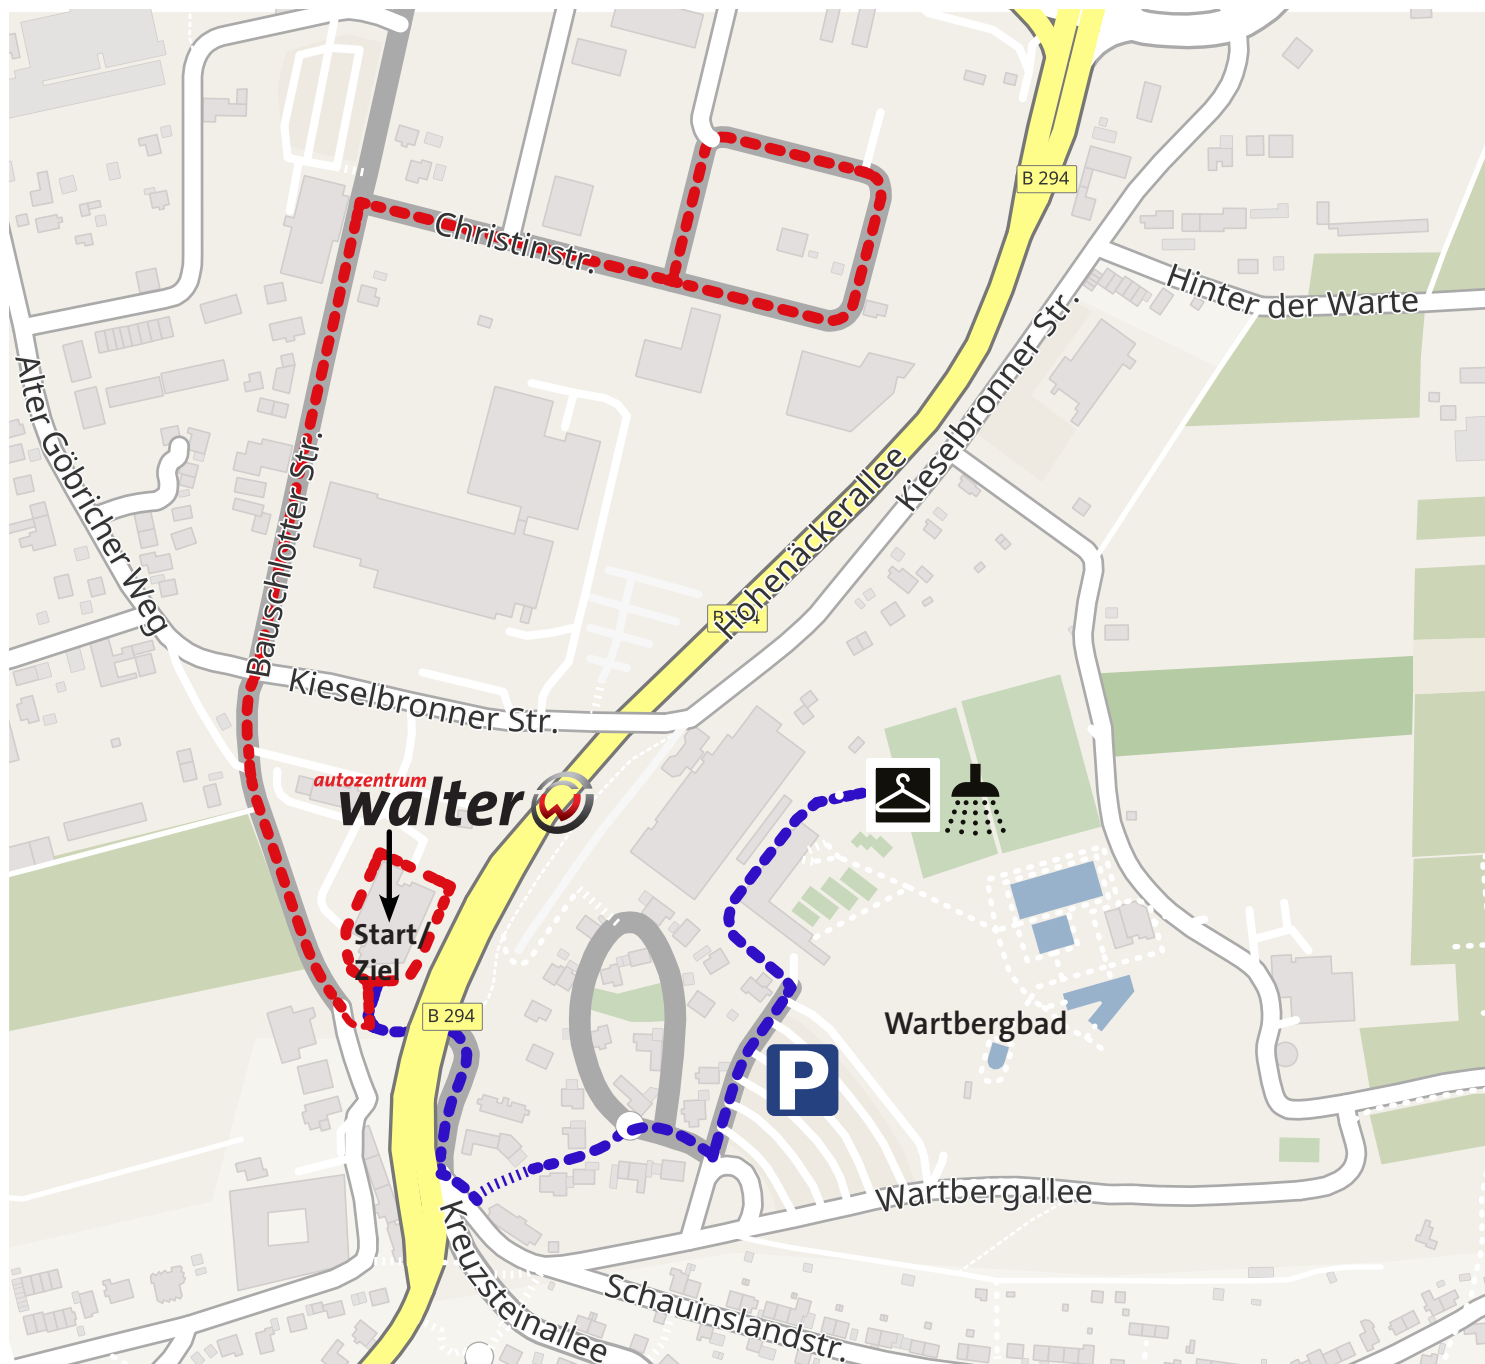 B 294
Christinstr.
Hinter der Warte
Kieselbronner Str.
Alter Göbricher Weg
Bauschlotter Str.
Hohenäckerallee
B 294
Kieselbronner Str.
autozentrum
walter
Start/
Ziel
B 294
Wartbergbad
P
Wartbergallee
Kreuzsteinallee
Schauinslandstr.